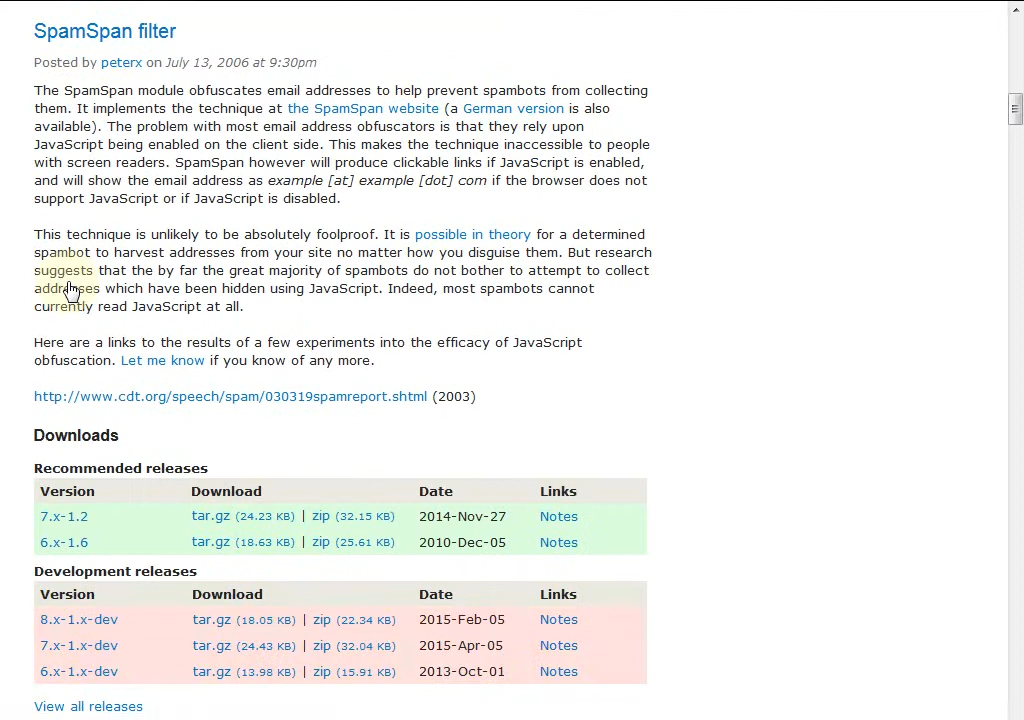 SpamSpan filter
Posted by peterx on July 13, 2006 at 9:30pm
The SpamSpan module obfuscates email addresses to help prevent spambots from collecting
them. It implements the technique at the SpamSpan website (a German version is also
available). The problem with most email address obfuscators is that they rely upon
JavaScript being enabled on the client side. This makes the technique inaccessible to people
with screen readers. SpamSpan however will produce clickable links if JavaScript is enabled,
and will show the email address as example [at] example [dot] com if the browser does not
support JavaScript or if JavaScript is disabled.
This technique is unlikely to be absolutely foolproof. It is possible in theory for a determined
spambot to harvest addresses from your site no matter how you disguise them. But research
suggests that the by far the great majority of spambots do not bother to attempt to collect
addresses which have been hidden using JavaScript. Indeed, most spambots cannot
currently read JavaScript at all.
Here are a links to the results of a few experiments into the efficacy of JavaScript
obfuscation. Let me know if you know of any more.
http://www.cdt.org/speech/spam/030319spamreport.shtml (2003)
Downloads
Recommended releases
Version Download Date Links
7.x-1.2 tar.gz (24.23 KB) | zip (32.15 KB) 2014-Nov-27 Notes
6.x-1.6 tar.gz (18.63 KB) | zip (25.61 KB) 2010-Dec-05 Notes
Development releases
Version Download Date Links
8.x-1.x-dev tar.gz (18.05 KB) | zip (22.34 KB) 2015-Feb-05 Notes
7.x-1.x-dev tar.gz (24.43 KB) | zip (32.04 KB) 2015-Apr-05 Notes
6.x-1.x-dev tar.gz (13.98 KB) | zip (15.91 KB) 2013-Oct-01 Notes
View all releases